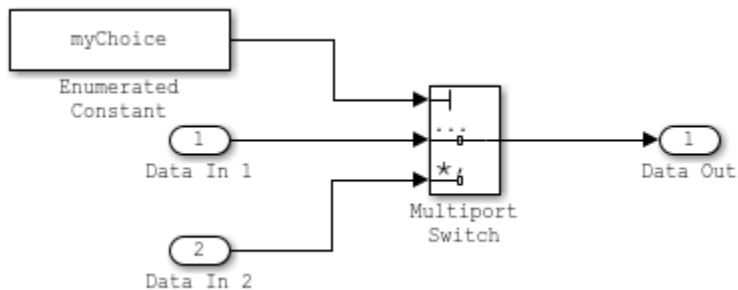 myChoice
Enumerated
Constant
1
Data In 1
2
Data In 2
...
*,
Multiport
Switch
1
Data Out